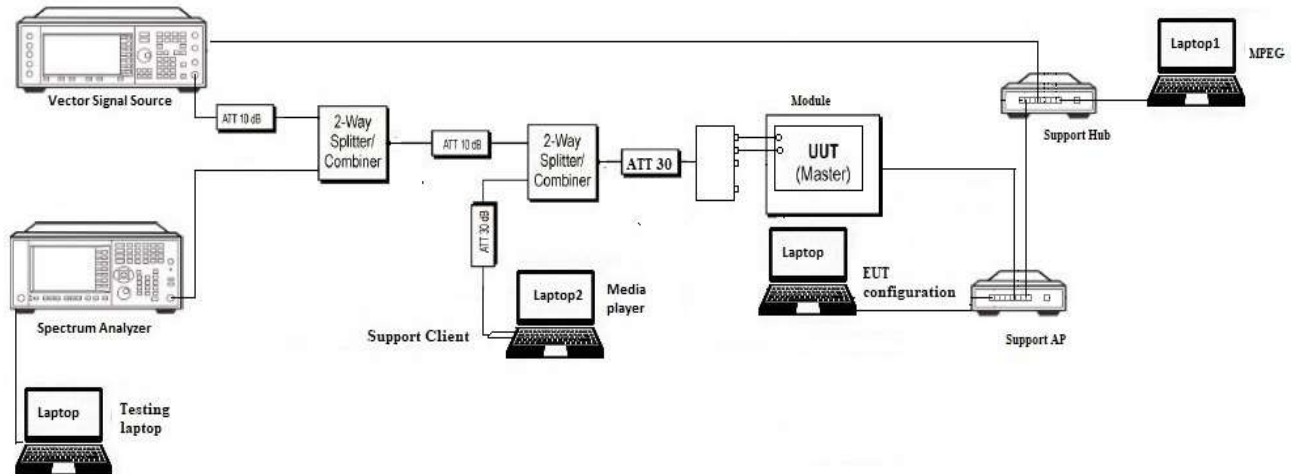 Vector Signal Source
ATT 10 dB
2-Way
Splitter/
Combiner
ATT 10 dB
2-Way
Splitter/
Combiner
ATT 30
Module
UUT
(Master)
Laptop1
MPEG
Support Hub
ATT 30 dB
Laptop2
Media
player
Support Client
Laptop
EUT
configuration
Support AP
Spectrum Analyzer
Laptop
Testing
laptop